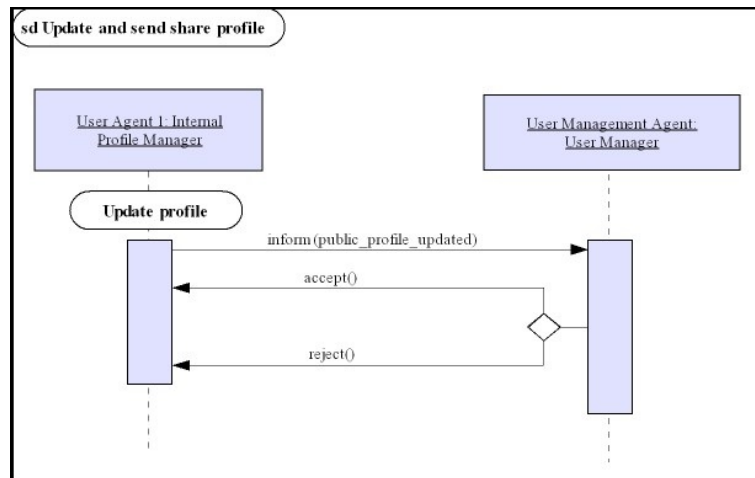 sd Update and send share profile
User Agent 1: Internal
Profile Manager
User Management Agent:
User Manager
Update profile
inform (public_profile_updated)
accept()
reject()